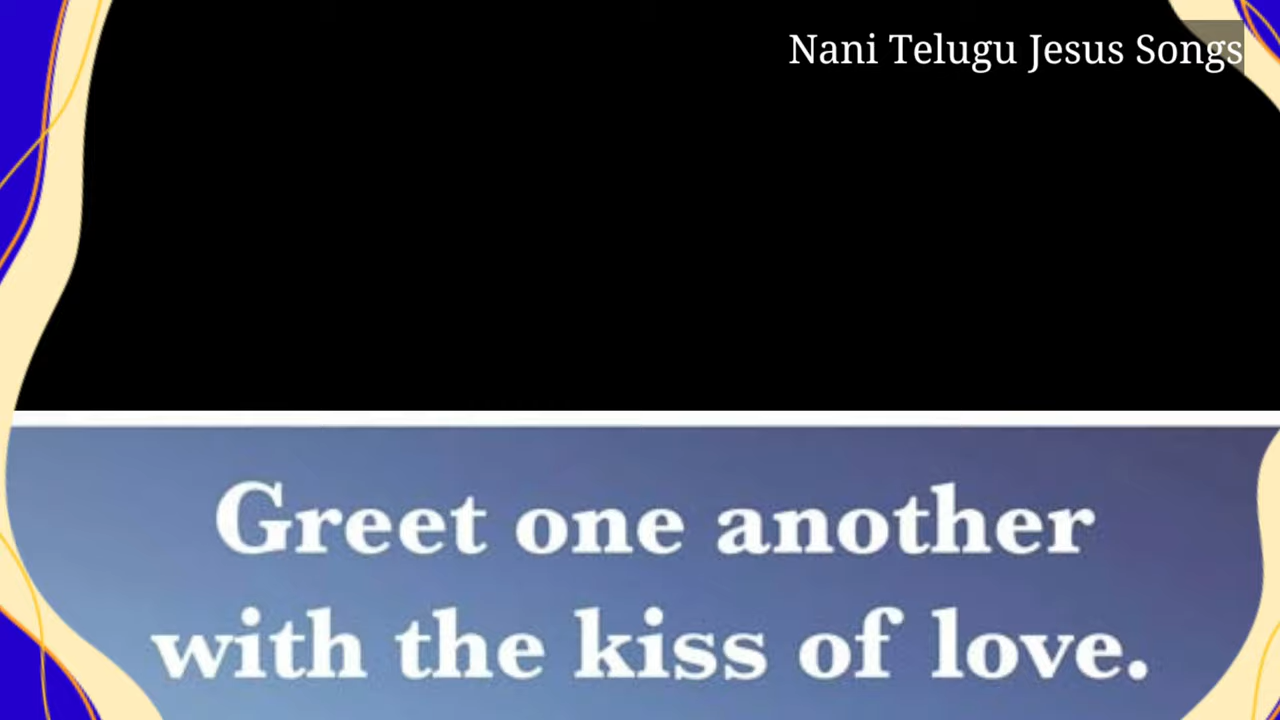 Nani Telugu Jesus Songs
Greet one another
with the kiss of love.